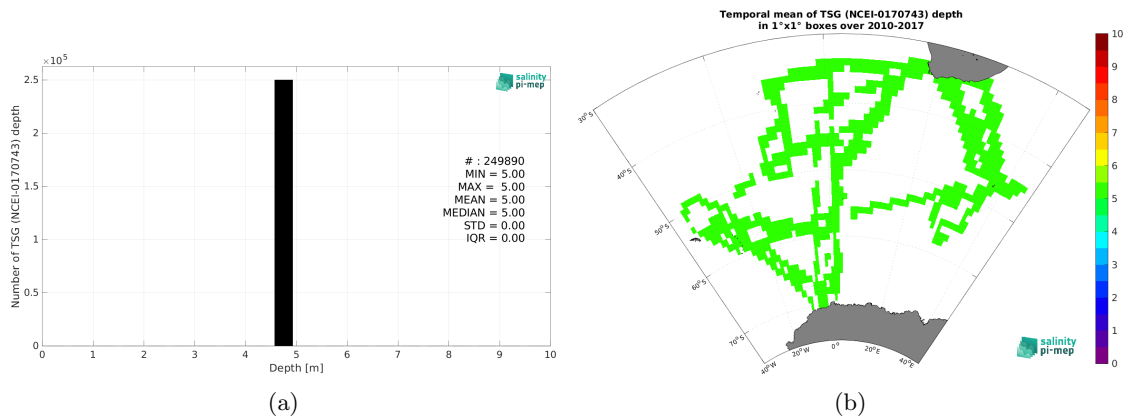 ×10⁵
2.5
2
1.5
1
0.5
0
Number of TSG (NCEI-0170743) depth
salinity
pi-mep
# : 249890
MIN = 5.00
MAX = 5.00
MEAN = 5.00
MEDIAN = 5.00
STD = 0.00
IQR = 0.00
0 1 2 3 4 5 6 7 8 9 10
Depth [m]
(a)
Temporal mean of TSG (NCEI-0170743) depth
in 1°x1° boxes over 2010-2017
30°S
40°S
50°S
60°S
70°S
40°W
20°W
0°
20°E
40°E
10
9
8
7
6
5
4
3
2
1
0
salinity
pi-mep
(b)